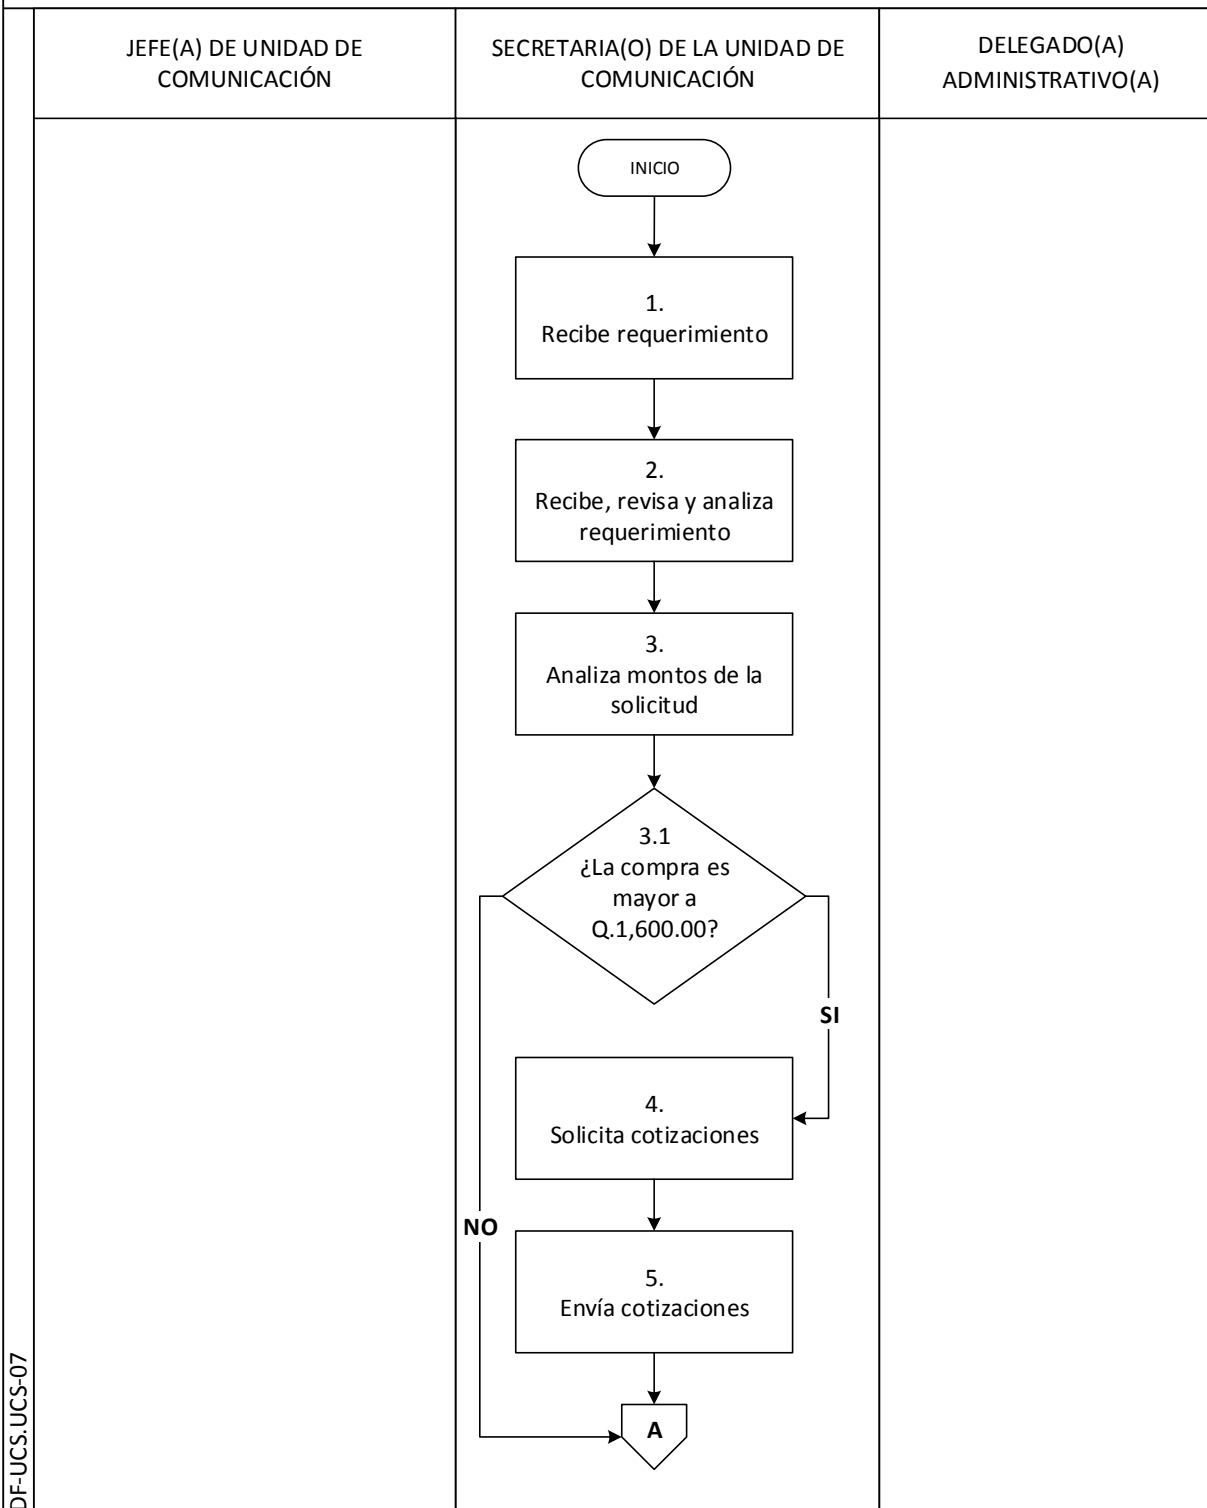 JEFE(A) DE UNIDAD DE
COMUNICACIÓN
SECRETARIA(O) DE LA UNIDAD DE
COMUNICACIÓN
DELEGADO(A)
ADMINISTRATIVO(A)
INICIO
1.
Recibe requerimiento
2.
Recibe, revisa y analiza
requerimiento
3.
Analiza montos de la
solicitud
3.1
¿La compra es
mayor a
Q.1,600.00?
SI
4.
Solicita cotizaciones
NO
5.
Envía cotizaciones
A
DF-UCS.UCS-07